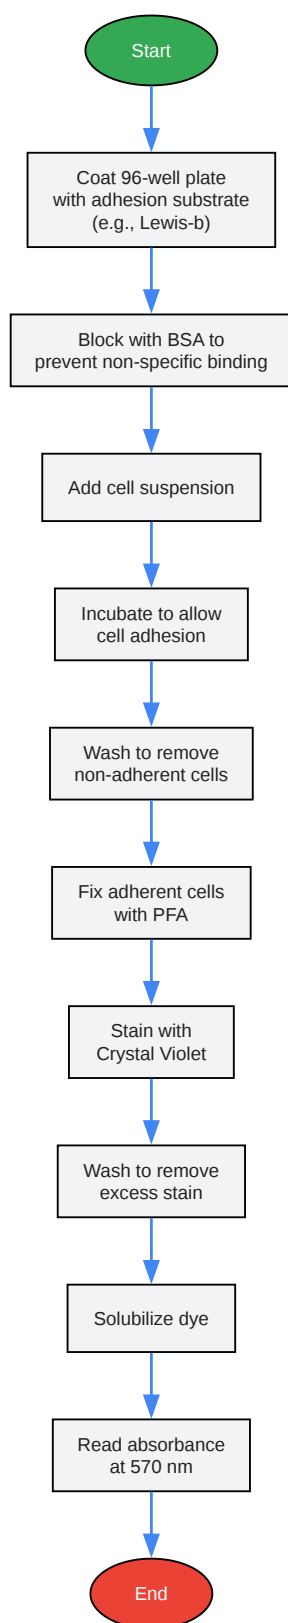 Start
Coat 96-well plate
with adhesion substrate
(e.g., Lewis-b)
Block with BSA to
prevent non-specific binding
Add cell suspension
Incubate to allow
cell adhesion
Wash to remove
non-adherent cells
Fix adherent cells
with PFA
Stain with
Crystal Violet
Wash to remove
excess stain
Solubilize dye
Read absorbance
at 570 nm
End